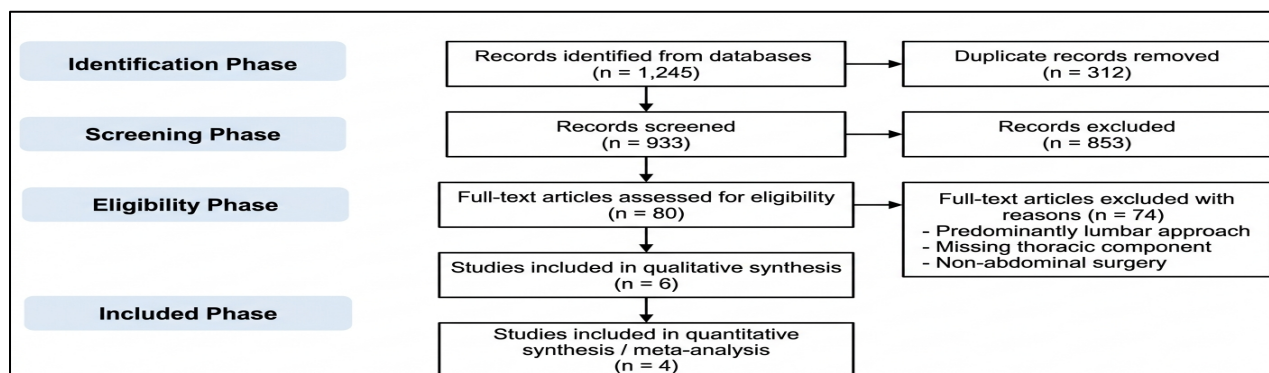 Identification Phase
Records identified from databases
(n = 1,245)
Duplicate records removed
(n = 312)
Screening Phase
Records screened
(n = 933)
Records excluded
(n = 853)
Eligibility Phase
Full-text articles assessed for eligibility
(n = 80)
Full-text articles excluded with
reasons (n = 74)
- Predominantly lumbar approach
- Missing thoracic component
- Non-abdominal surgery
Included Phase
Studies included in qualitative synthesis
(n = 6)
Studies included in quantitative
synthesis / meta-analysis
(n = 4)